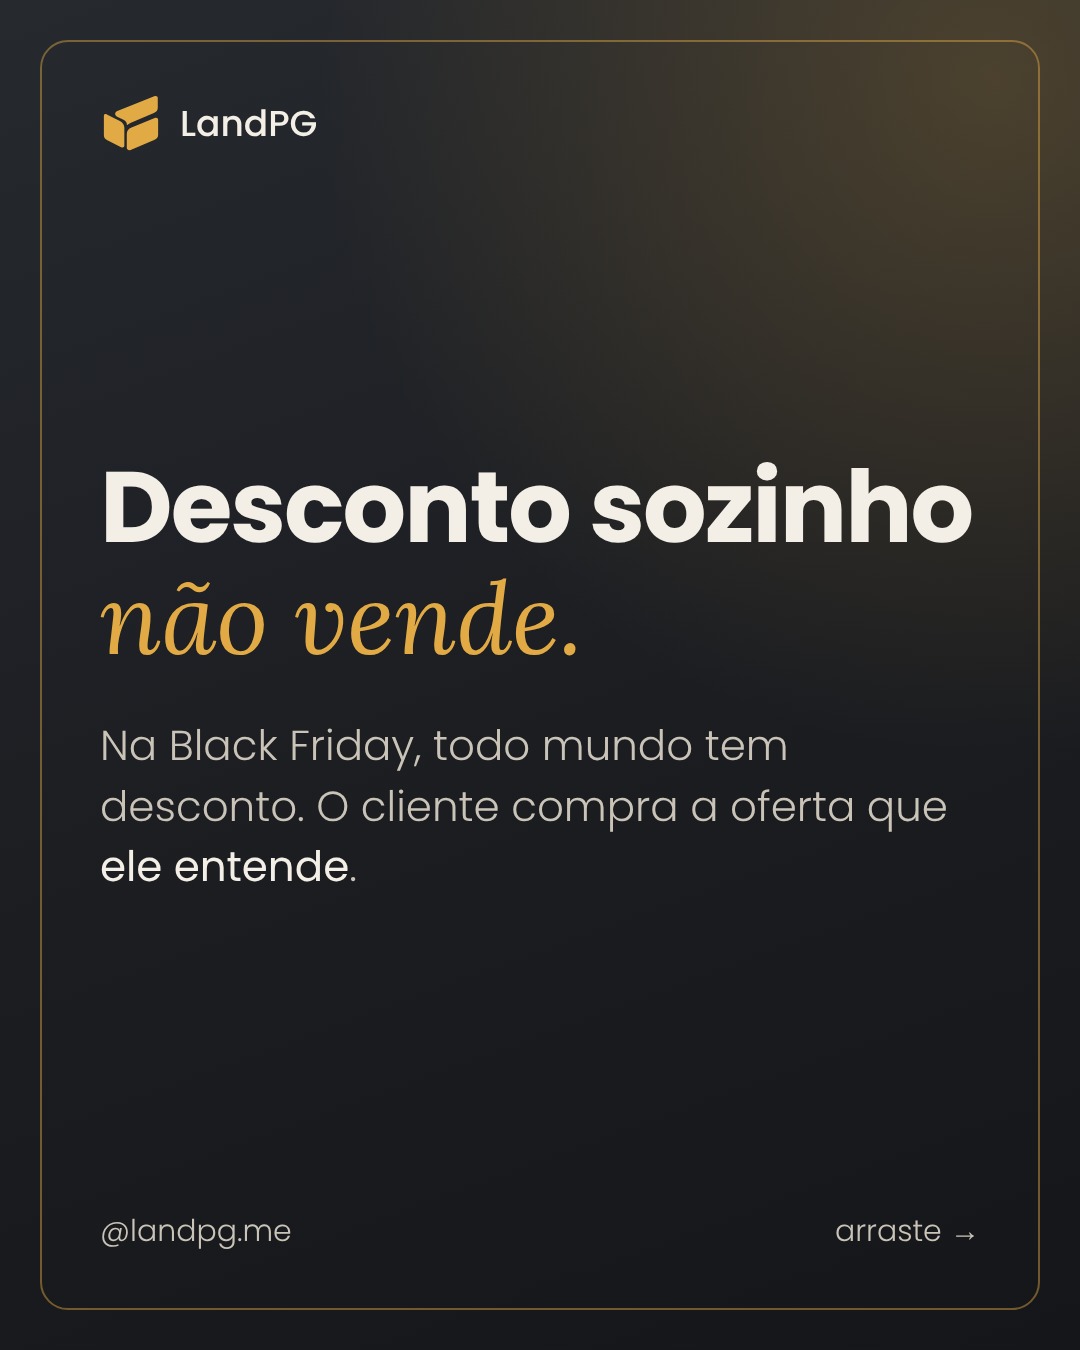 LandPG
Desconto sozinho
não vende.
Na Black Friday, todo mundo tem
desconto. O cliente compra a oferta que
ele entende.
@landpg.me
arraste →